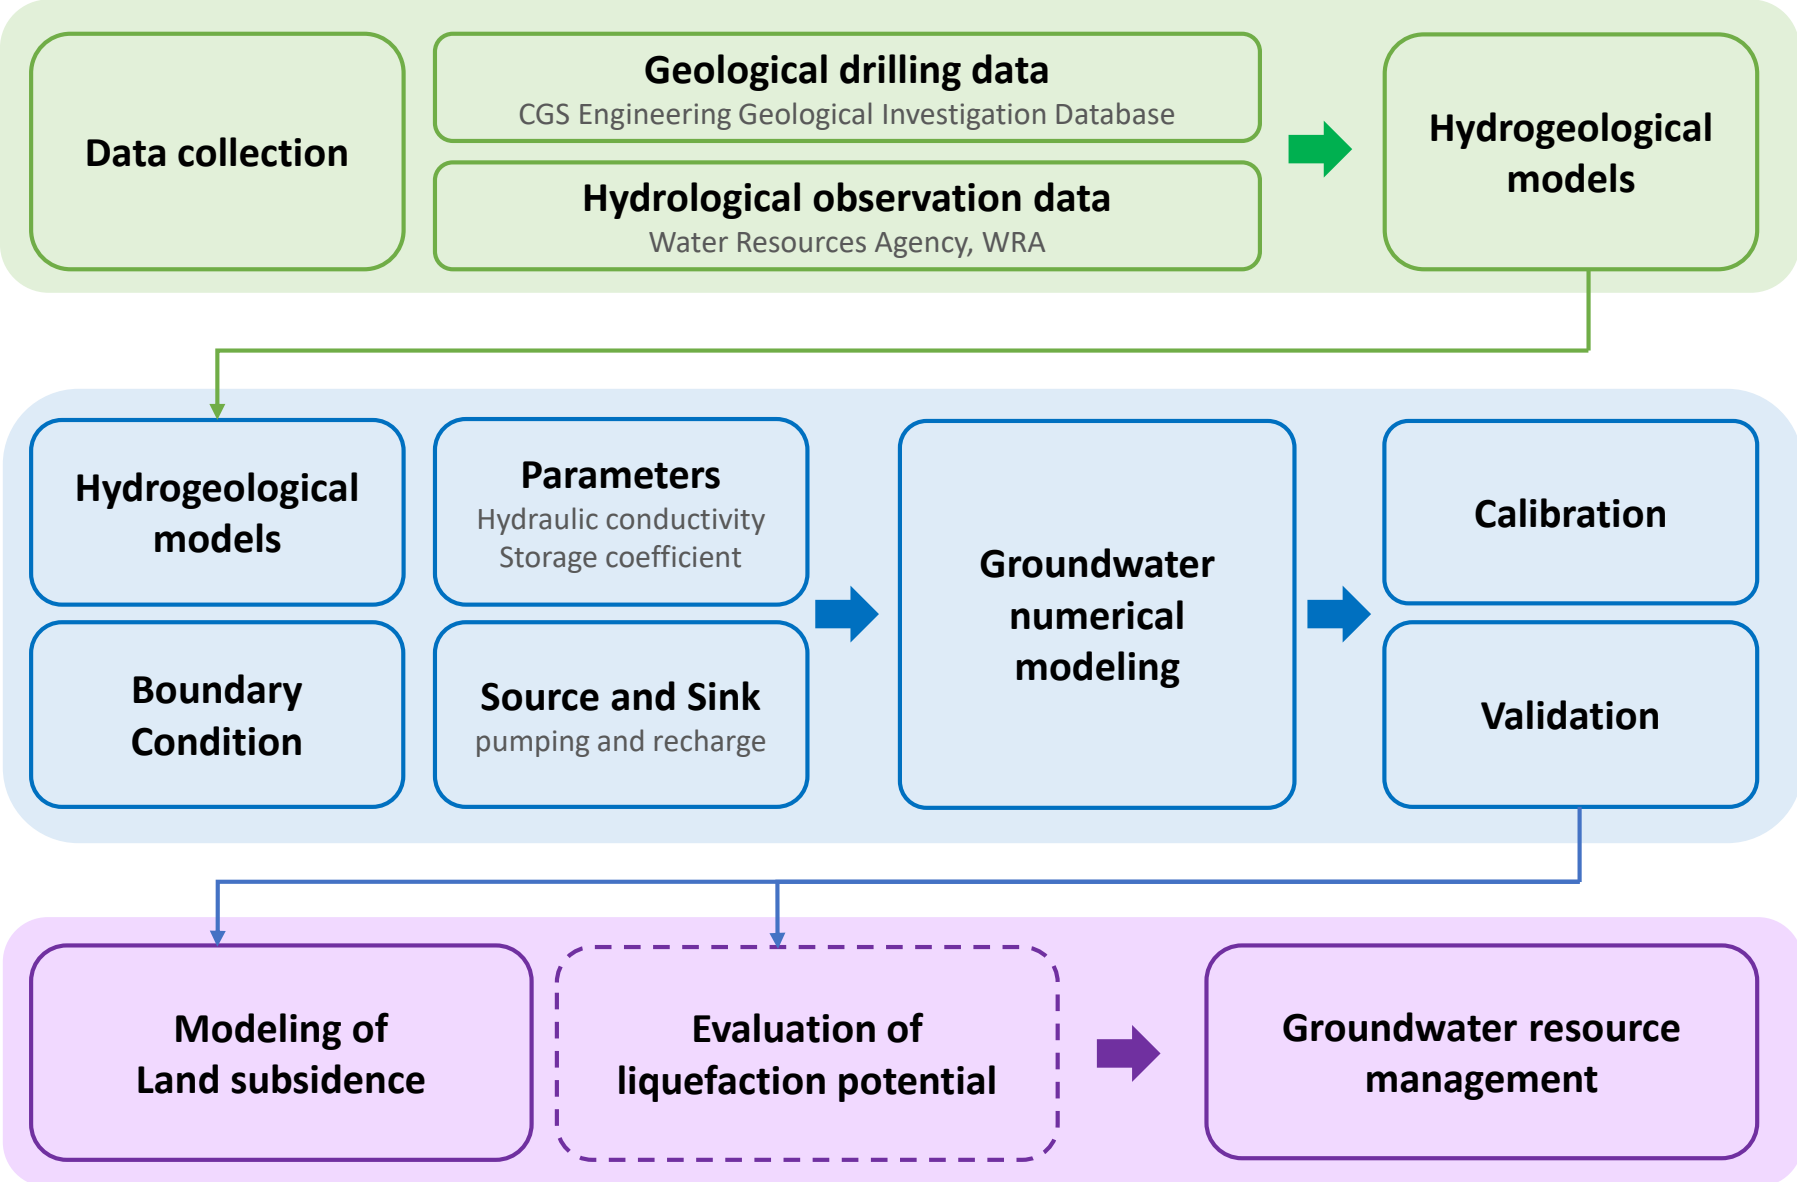 Data collection
Geological drilling data
CGS Engineering Geological Investigation Database
Hydrological observation data
Water Resources Agency, WRA
Hydrogeological
models
Hydrogeological
models
Parameters
Hydraulic conductivity
Storage coefficient
Boundary
Condition
Source and Sink
pumping and recharge
Groundwater
numerical
modeling
Calibration
Validation
Modeling of
Land subsidence
Evaluation of
liquefaction potential
Groundwater resource
management